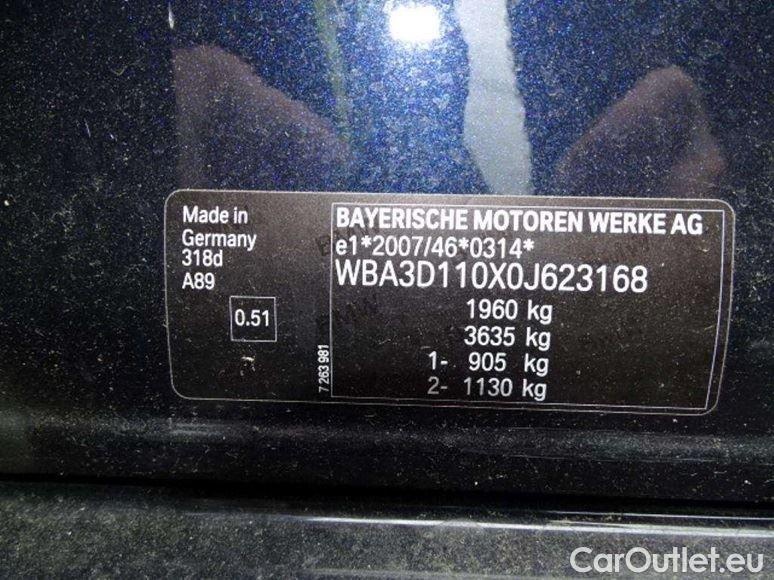 Made in
Germany
318d
A89
0.51
7 263 981
BAYERISCHE MOTOREN WERKE AG
e1*2007/46*0314*
WBA3D110X0J623168
1960 kg
3635 kg
1- 905 kg
2- 1130 kg
CarOutlet.eu